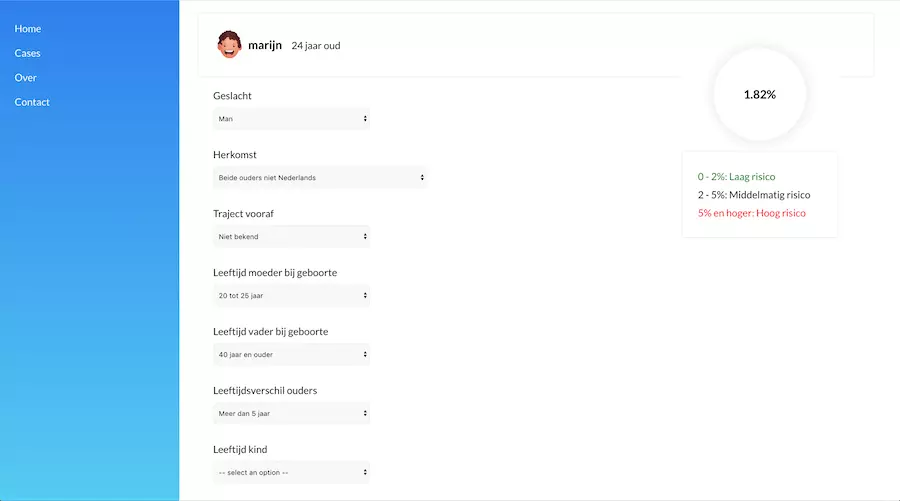 Home
Cases
Over
Contact
marijn 24 jaar oud
1.82%
0 - 2%: Laag risico
2 - 5%: Middelmatig risico
5% en hoger: Hoog risico
Geslacht
Man
Herkomst
Beide ouders niet Nederlands
Traject vooraf
Niet bekend
Leeftijd moeder bij geboorte
20 tot 25 jaar
Leeftijd vader bij geboorte
40 jaar en ouder
Leeftijdsverschil ouders
Meer dan 5 jaar
Leeftijd kind
-- select an option --